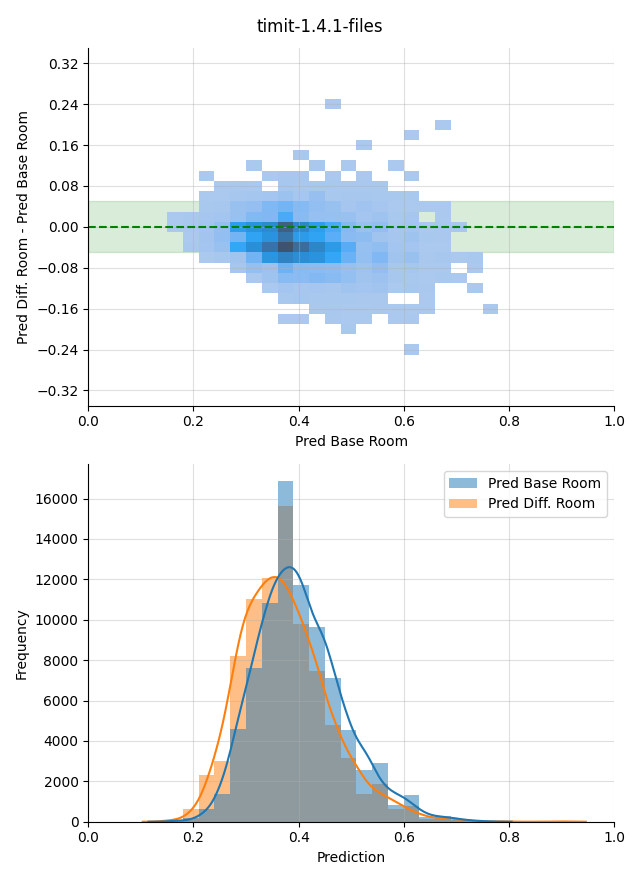 timit-1.4.1-files
Pred Diff. Room - Pred Base Room
0.32
0.24
0.16
0.08
0.00
−0.08
−0.16
−0.24
−0.32
0.0 0.2 0.4 0.6 0.8 1.0
Pred Base Room
Frequency
16000
14000
12000
10000
8000
6000
4000
2000
0
Pred Base Room
Pred Diff. Room
0.0 0.2 0.4 0.6 0.8 1.0
Prediction